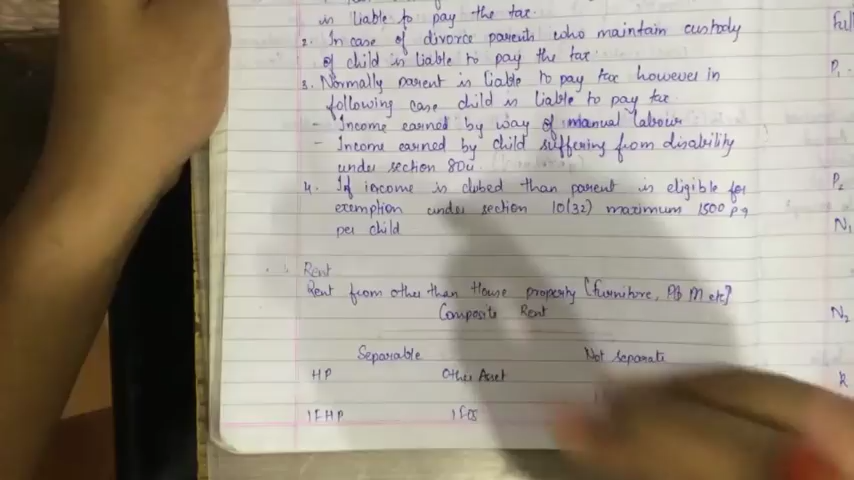 is liable to pay the tax.
2. In case of divorce parents who maintain custody
of child is liable to pay the tax
3. Normally parent is liable to pay tax however in
following case child is liable to pay tax
- Income earned by way of manual labour
- Income earned by child suffering from disability
under section 80u
4. If income is clubed than parent is eligible for
exemption under section 10(32) maximum 1500 p.a
per child
Rent
Rent from other than House property [furniture, P& M etc]
Composite Rent
Separable Not separate
HP Other Asset
IFHP IFOS
P1
P2
N1
N2
R